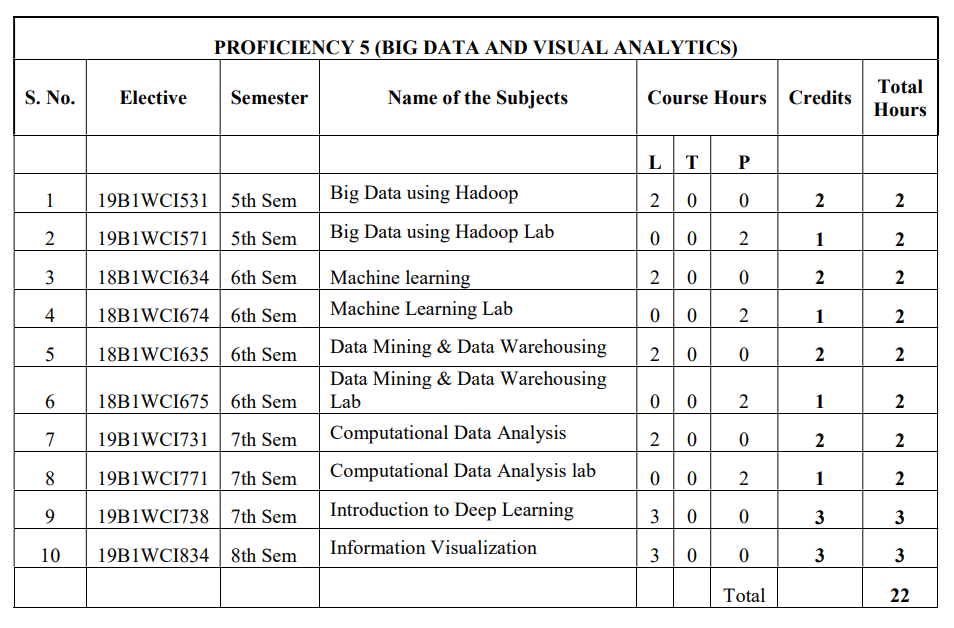 PROFICIENCY 5 (BIG DATA AND VISUAL ANALYTICS)
S. No. Elective Semester Name of the Subjects Course Hours Credits Total Hours
L T P
1 19B1WCI531 5th Sem Big Data using Hadoop 2 0 0 2 2
2 19B1WCI571 5th Sem Big Data using Hadoop Lab 0 0 2 1 2
3 18B1WCI634 6th Sem Machine learning 2 0 0 2 2
4 18B1WCI674 6th Sem Machine Learning Lab 0 0 2 1 2
5 18B1WCI635 6th Sem Data Mining & Data Warehousing 2 0 0 2 2
6 18B1WCI675 6th Sem Data Mining & Data Warehousing Lab 0 0 2 1 2
7 19B1WCI731 7th Sem Computational Data Analysis 2 0 0 2 2
8 19B1WCI771 7th Sem Computational Data Analysis lab 0 0 2 1 2
9 19B1WCI738 7th Sem Introduction to Deep Learning 3 0 0 3 3
10 19B1WCI834 8th Sem Information Visualization 3 0 0 3 3
Total 22